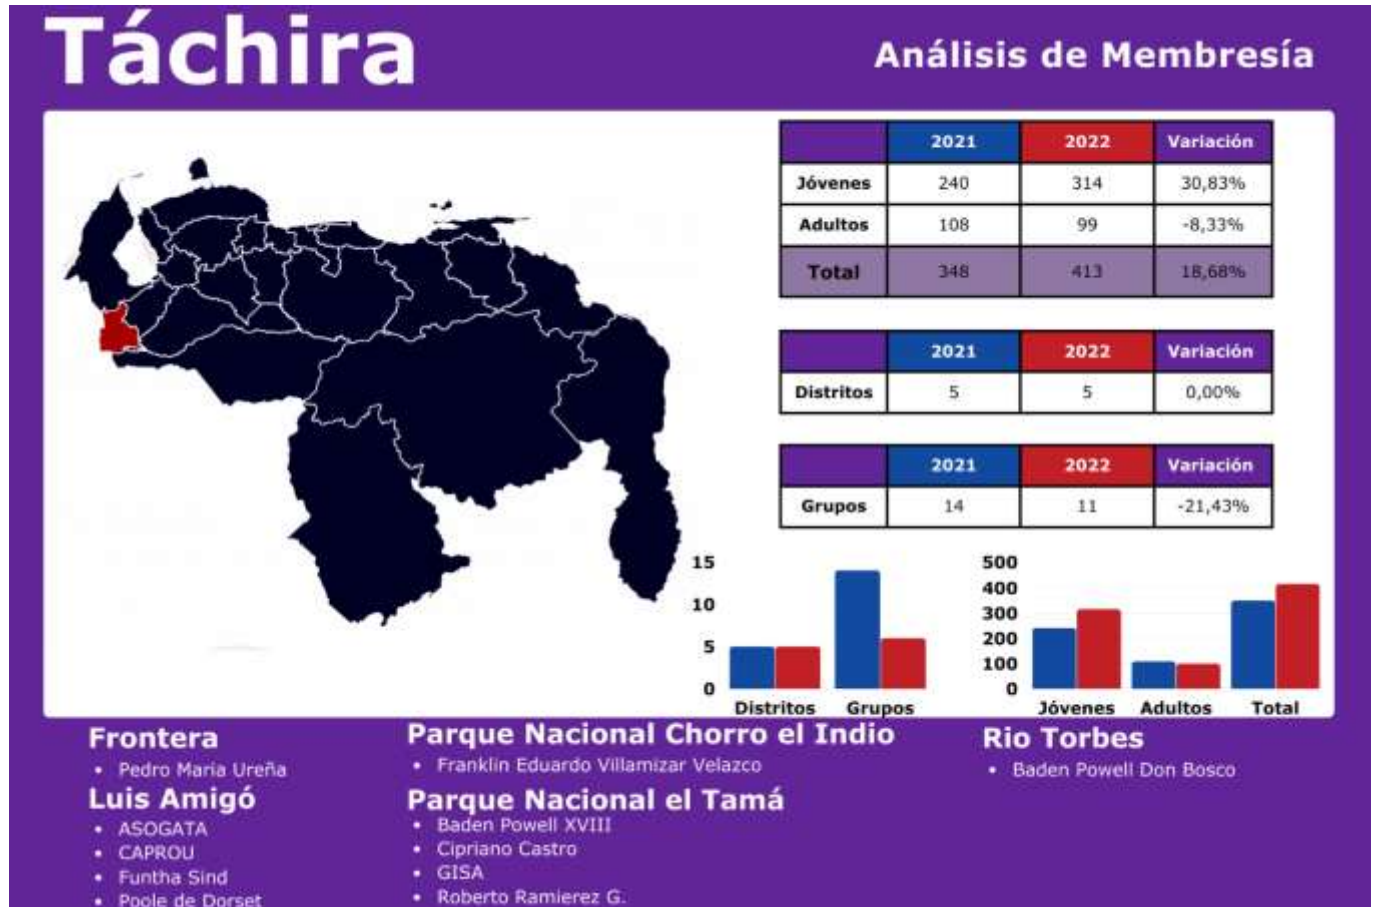 Táchira
Análisis de Membresía
2021 2022 Variación
Jóvenes 240 314 30,83%
Adultos 108 99 -8,33%
Total 348 413 18,68%
2021 2022 Variación
Distritos 5 5 0,00%
2021 2022 Variación
Grupos 14 11 -21,43%
15
10
5
0
Distritos Grupos
500
400
300
200
100
0
Jóvenes Adultos Total
Frontera
• Pedro Maria Ureña
Luis Amigó
• ASOGATA
• CAPROU
• Funtha Sind
• Poole de Dorset
Parque Nacional Chorro el Indio
• Franklin Eduardo Villamizar Velazco
Parque Nacional el Tamá
• Baden Powell XVIII
• Cipriano Castro
• GISA
• Roberto Ramierez G.
Rio Torbes
• Baden Powell Don Bosco